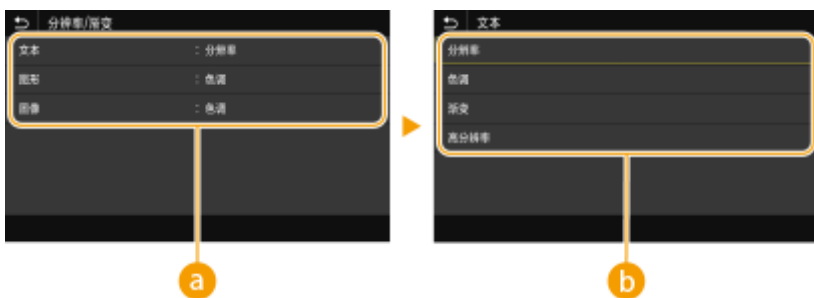 分辨率/渐变
文本 : 分辨率
图形 : 色调
图像 : 色调
a
文本
分辨率
色调
渐变
高分辨率
b